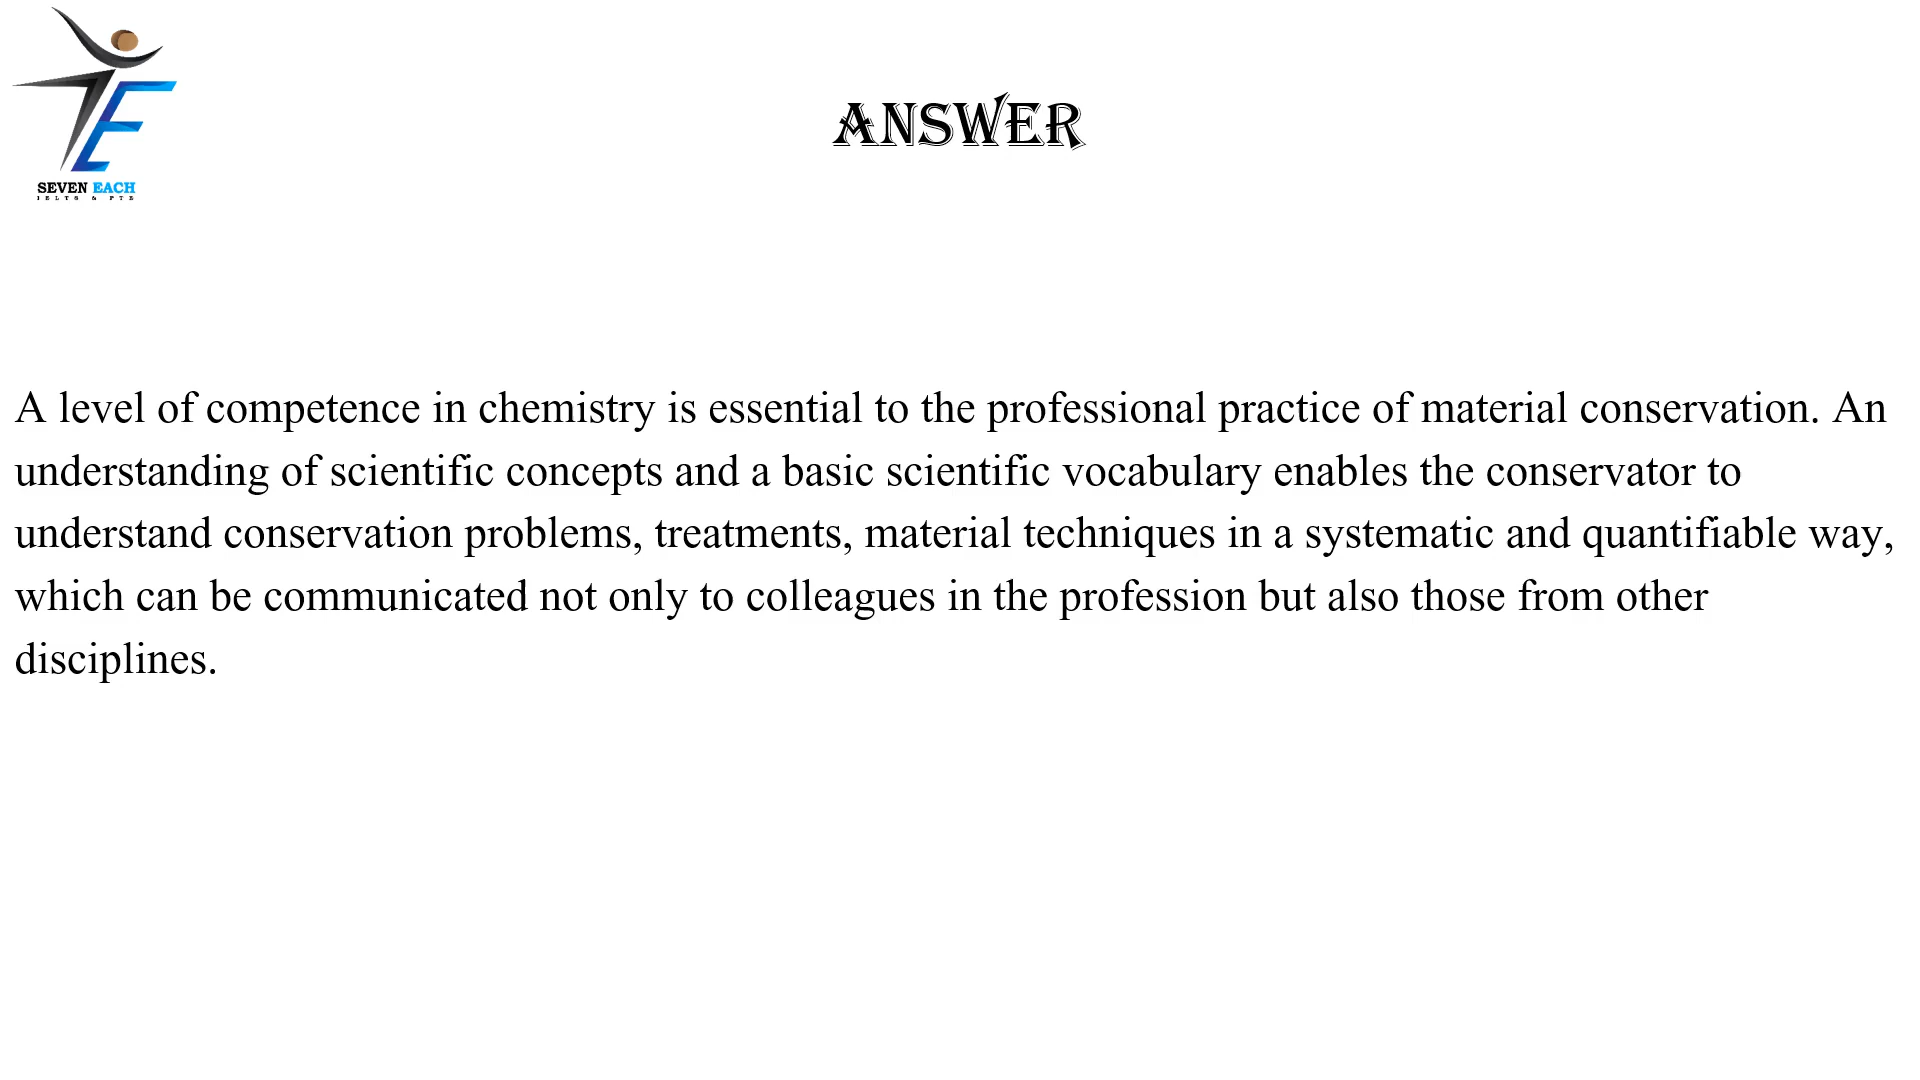 ANSWER
SEVEN EACH
IELTS & PTE
A level of competence in chemistry is essential to the professional practice of material conservation. An
understanding of scientific concepts and a basic scientific vocabulary enables the conservator to
understand conservation problems, treatments, material techniques in a systematic and quantifiable way,
which can be communicated not only to colleagues in the profession but also those from other
disciplines.